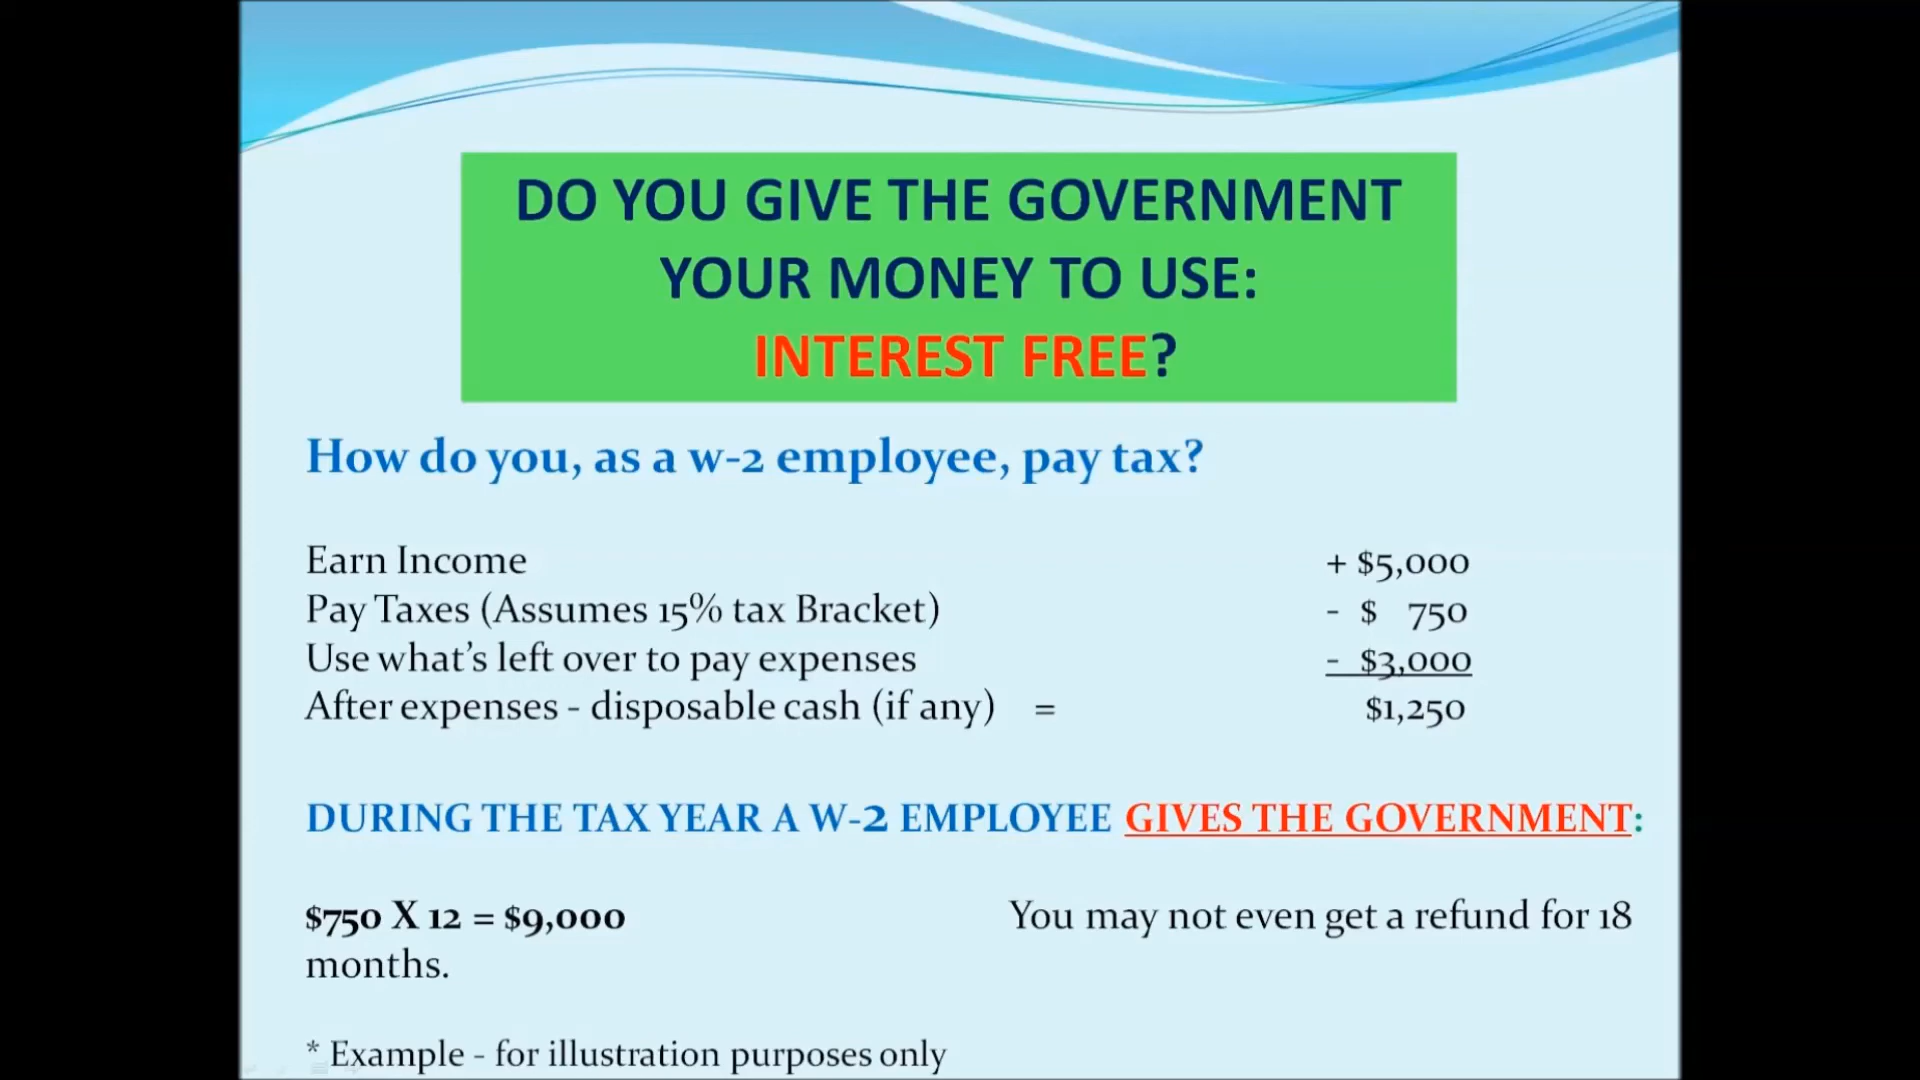 DO YOU GIVE THE GOVERNMENT
YOUR MONEY TO USE:
INTEREST FREE?
How do you, as a w-2 employee, pay tax?
Earn Income + $5,000
Pay Taxes (Assumes 15% tax Bracket) - $ 750
Use what's left over to pay expenses - $3,000
After expenses - disposable cash (if any) = $1,250
DURING THE TAX YEAR A W-2 EMPLOYEE GIVES THE GOVERNMENT:
$750 X 12 = $9,000 You may not even get a refund for 18
months.
* Example - for illustration purposes only